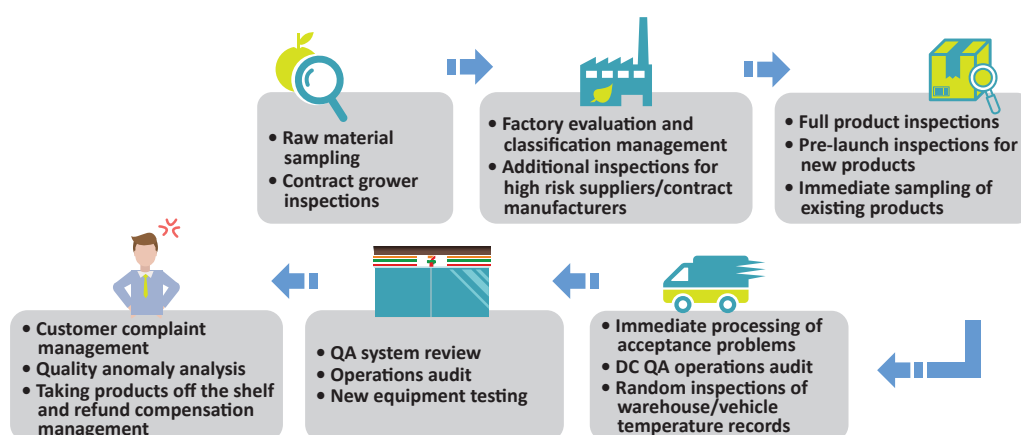 • Raw material
sampling
• Contract grower
inspections
• Factory evaluation and
classification management
• Additional inspections for
high risk suppliers/contract
manufacturers
• Full product inspections
• Pre-launch inspections for
new products
• Immediate sampling of
existing products
• Immediate processing of
acceptance problems
• DC QA operations audit
• Random inspections of
warehouse/vehicle
temperature records
7
• QA system review
• Operations audit
• New equipment testing
• Customer complaint
management
• Quality anomaly analysis
• Taking products off the shelf
and refund compensation
management